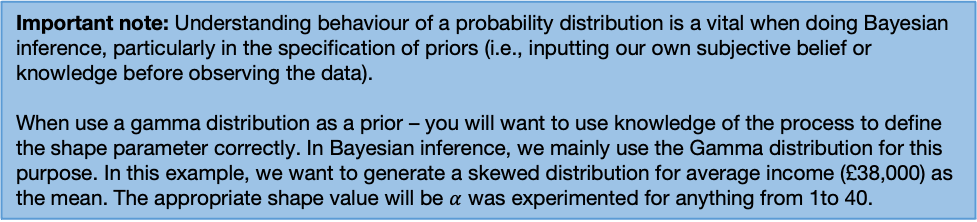 Important note: Understanding behaviour of a probability distribution is a vital when doing Bayesian
inference, particularly in the specification of priors (i.e., inputting our own subjective belief or
knowledge before observing the data).
When use a gamma distribution as a prior – you will want to use knowledge of the process to define
the shape parameter correctly. In Bayesian inference, we mainly use the Gamma distribution for this
purpose. In this example, we want to generate a skewed distribution for average income (£38,000) as
the mean. The appropriate shape value will be 𝛼 was experimented for anything from 1to 40.